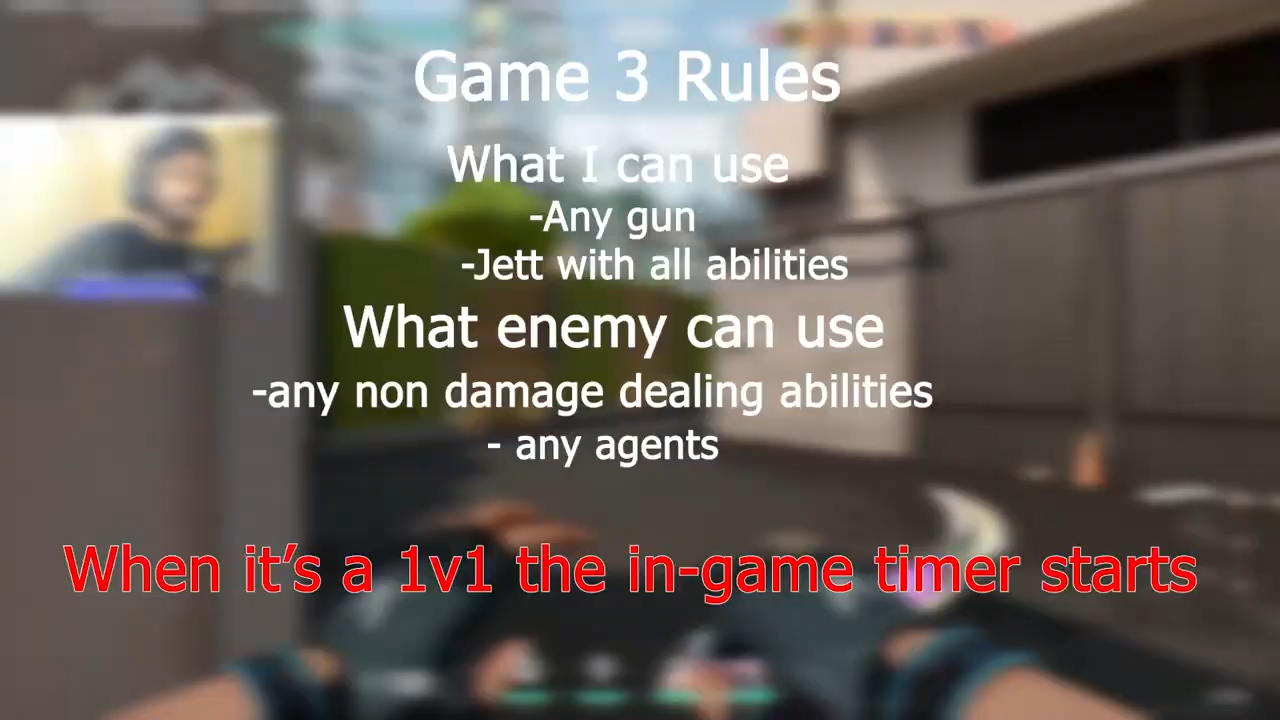 Game 3 Rules
What I can use
-Any gun
-Jett with all abilities
What enemy can use
-any non damage dealing abilities
- any agents
When it’s a 1v1 the in-game timer starts